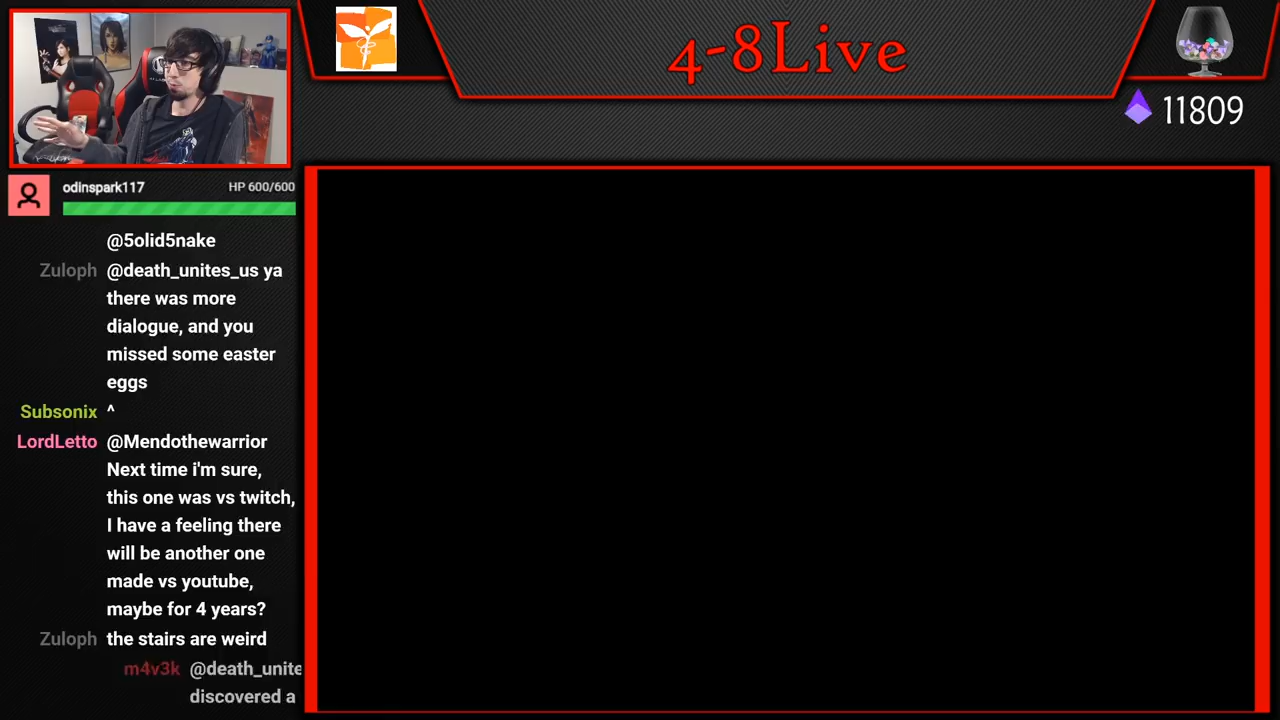 4-8Live
11809
odinspark117 HP 600/600
@5olid5nake
Zuloph @death_unites_us ya
there was more
dialogue, and you
missed some easter
eggs
Subsonix ^
LordLetto @Mendothewarrior
Next time i'm sure,
this one was vs twitch,
I have a feeling there
will be another one
made vs youtube,
maybe for 4 years?
Zuloph the stairs are weird
m4v3k @death_unite
discovered a